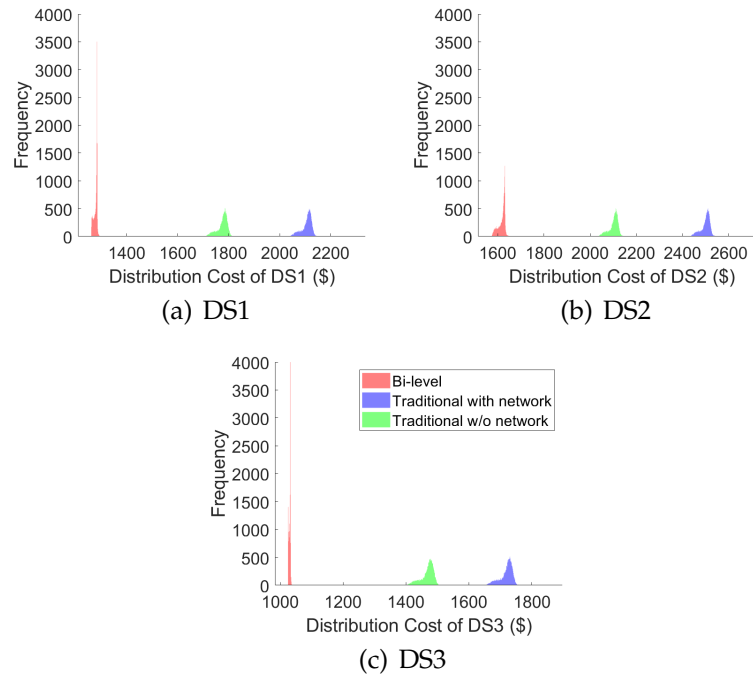 4000
3500
3000
2500
2000
1500
1000
500
0
Frequency
1400 1600 1800 2000 2200
Distribution Cost of DS1 ($)
(a) DS1
4000
3500
3000
2500
2000
1500
1000
500
0
Frequency
1600 1800 2000 2200 2400 2600
Distribution Cost of DS2 ($)
(b) DS2
4000
3500
3000
2500
2000
1500
1000
500
0
Frequency
Bi-level
Traditional with network
Traditional w/o network
1000 1200 1400 1600 1800
Distribution Cost of DS3 ($)
(c) DS3